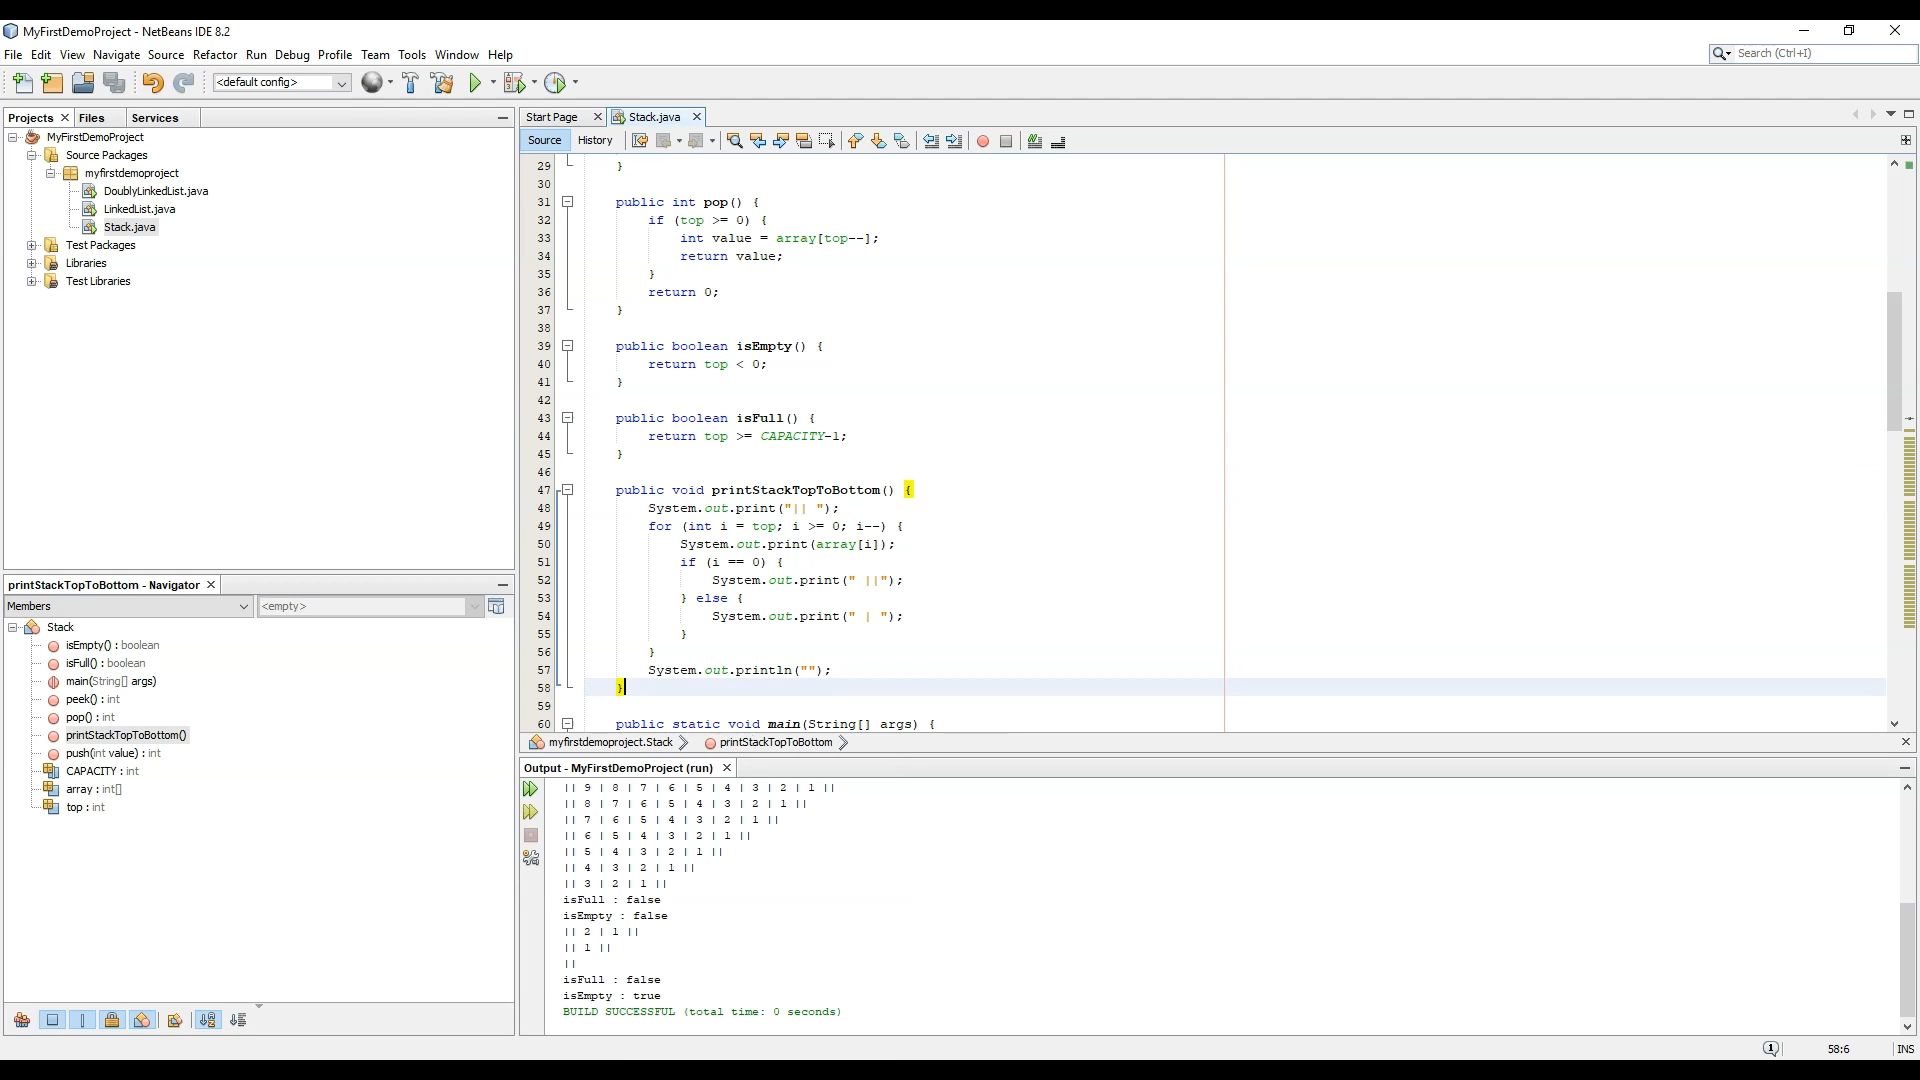 MyFirstDemoProject - NetBeans IDE 8.2
File Edit View Navigate Source Refactor Run Debug Profile Team Tools Window Help
Search (Ctrl+I)
<default config>
Projects Files Services
MyFirstDemoProject
Source Packages
myfirstdemoproject
DoublyLinkedList.java
LinkedList.java
Stack.java
Test Packages
Libraries
Test Libraries
printStackTopToBottom - Navigator
Members <empty>
Stack
isEmpty() : boolean
isFull() : boolean
main(String[] args)
peek() : int
pop() : int
printStackTopToBottom()
push(int value) : int
CAPACITY : int
array : int[]
top : int
Start Page Stack.java
Source History
29 }
30
31 public int pop() {
32 if (top >= 0) {
33 int value = array[top--];
34 return value;
35 }
36 return 0;
37 }
38
39 public boolean isEmpty() {
40 return top < 0;
41 }
42
43 public boolean isFull() {
44 return top >= CAPACITY-1;
45 }
46
47 public void printStackTopToBottom() {
48 System.out.print("|| ");
49 for (int i = top; i >= 0; i--) {
50 System.out.print(array[i]);
51 if (i == 0) {
52 System.out.print(" ||");
53 } else {
54 System.out.print(" | ");
55 }
56 }
57 System.out.println("");
58 }
59
60 public static void main(String[] args) {
myfirstdemoproject.Stack printStackTopToBottom
Output - MyFirstDemoProject (run)
|| 9 | 8 | 7 | 6 | 5 | 4 | 3 | 2 | 1 ||
|| 8 | 7 | 6 | 5 | 4 | 3 | 2 | 1 ||
|| 7 | 6 | 5 | 4 | 3 | 2 | 1 ||
|| 6 | 5 | 4 | 3 | 2 | 1 ||
|| 5 | 4 | 3 | 2 | 1 ||
|| 4 | 3 | 2 | 1 ||
|| 3 | 2 | 1 ||
isFull : false
isEmpty : false
|| 2 | 1 ||
|| 1 ||
||
isFull : false
isEmpty : true
BUILD SUCCESSFUL (total time: 0 seconds)
1 58:6 INS